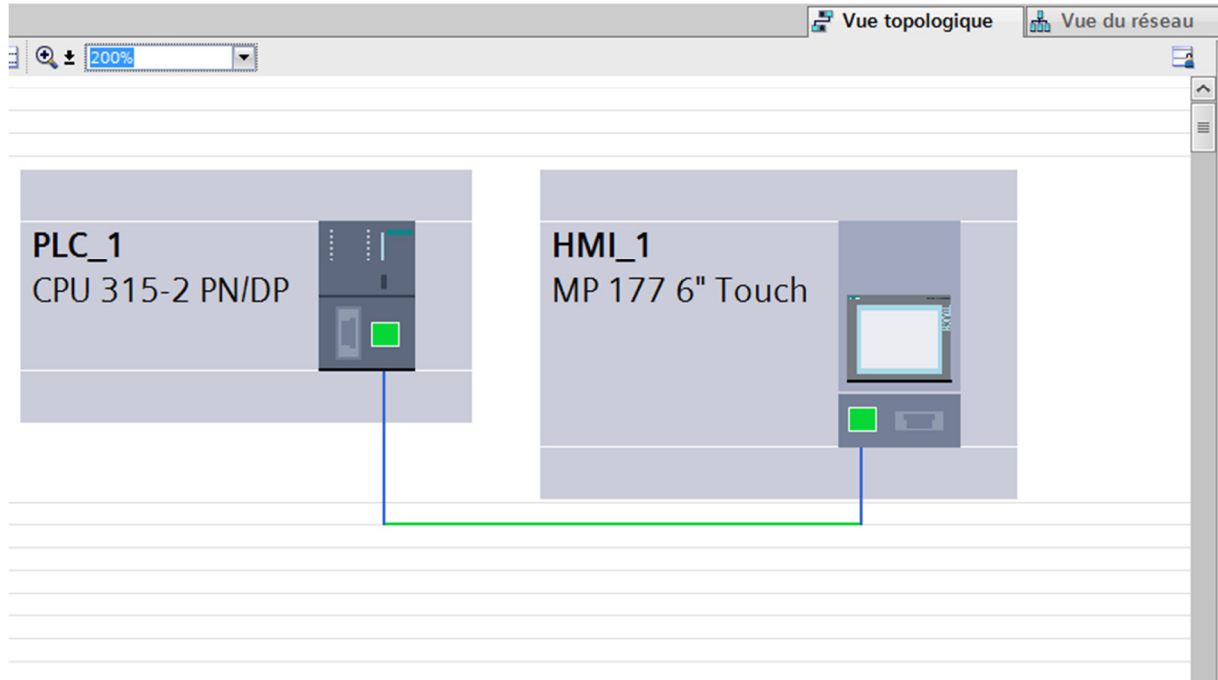 Vue topologique
Vue du réseau
200%
PLC_1
CPU 315-2 PN/DP
HMI_1
MP 177 6" Touch